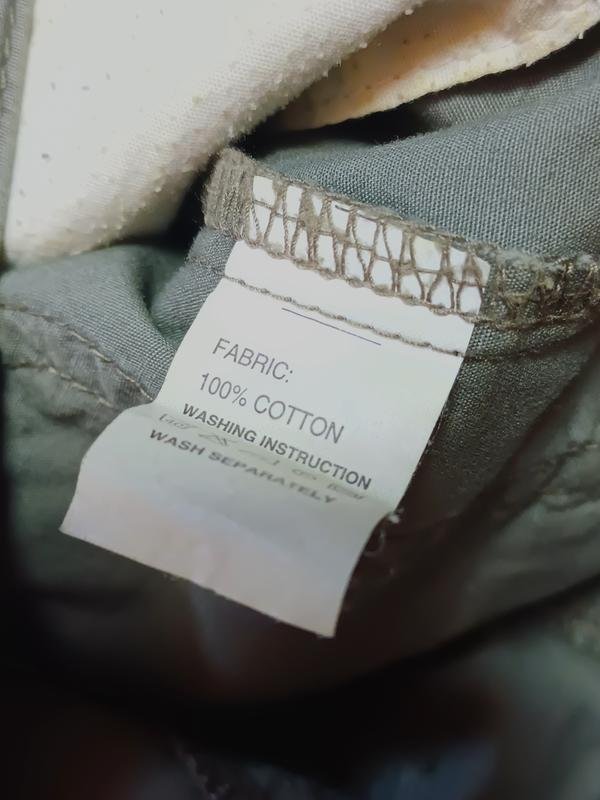 FABRIC:
100% COTTON
WASHING INSTRUCTION
WASH SEPARATELY